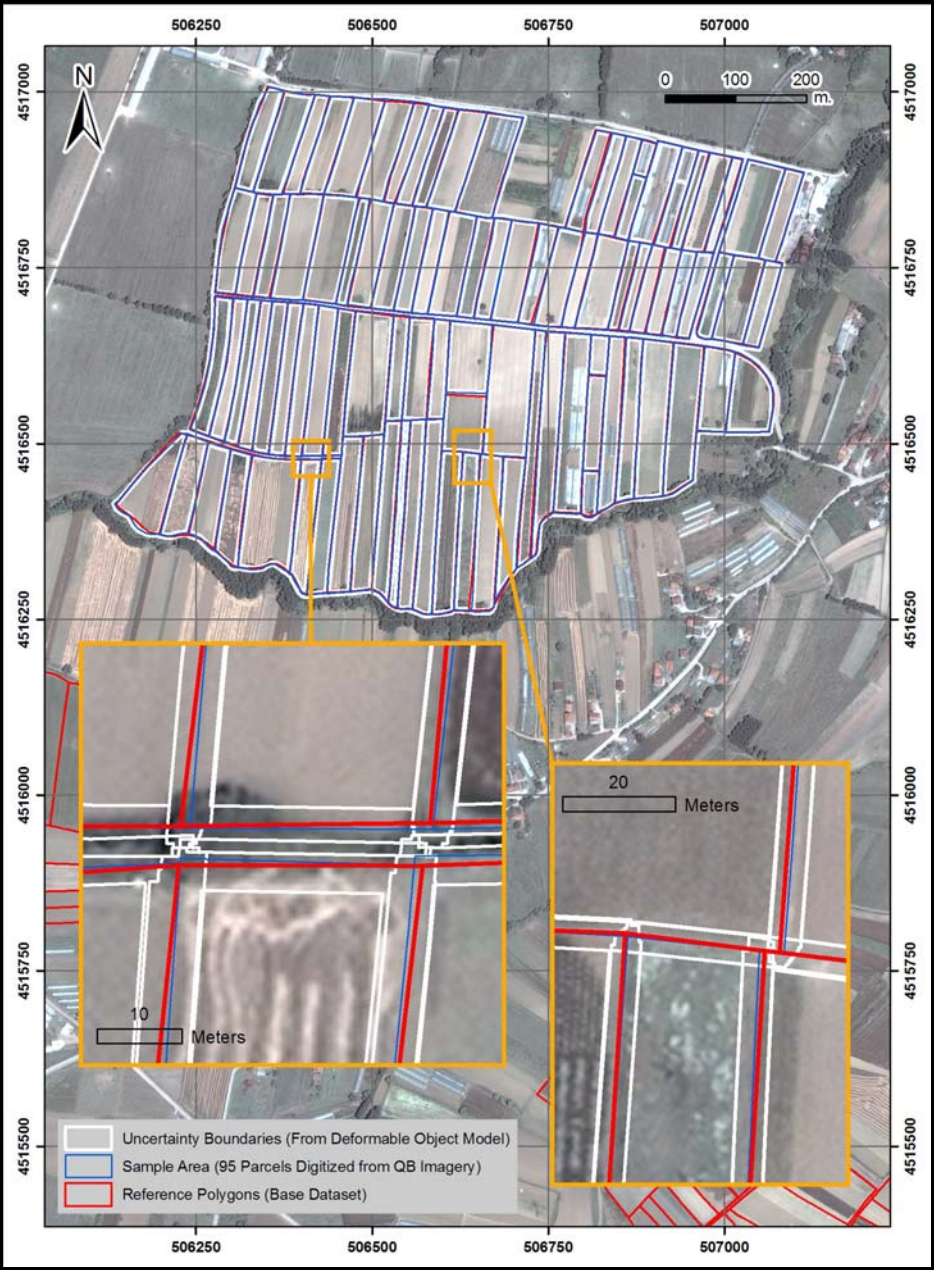 506250 506500 506750 507000
N
0 100 200
m.
4517000 4517000
4516750 4516750
4516500 4516500
4516250 4516250
4516000 4516000
20
Meters
4515750 4515750
10
Meters
Uncertainty Boundaries (From Deformable Object Model)
Sample Area (95 Parcels Digitized from QB Imagery)
Reference Polygons (Base Dataset)
4515500 4515500
506250 506500 506750 507000